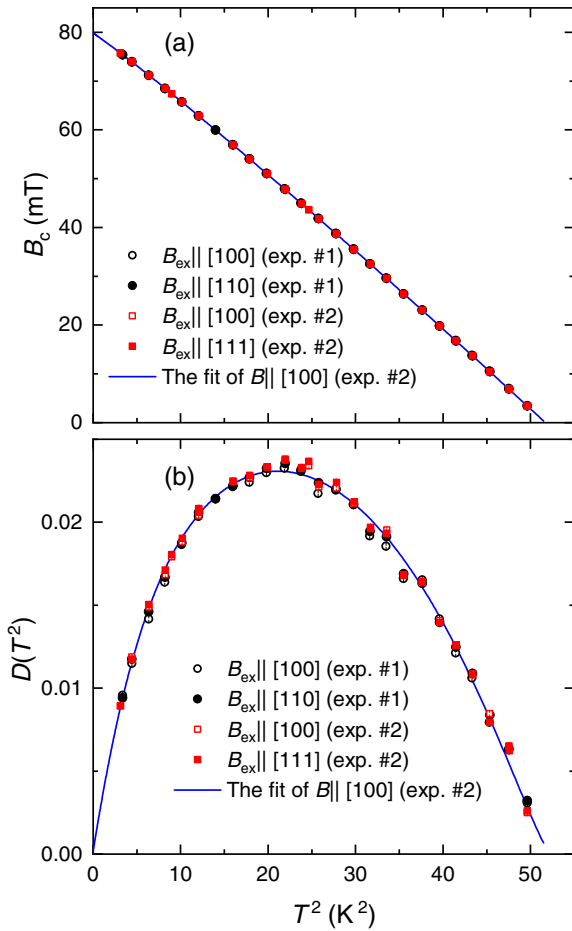 80
(a)
60
B_c (mT)
40
B_ex|| [100] (exp. #1)
B_ex|| [110] (exp. #1)
20
B_ex|| [100] (exp. #2)
B_ex|| [111] (exp. #2)
The fit of B|| [100] (exp. #2)
0
(b)
0.02
D(T²)
0.01
B_ex|| [100] (exp. #1)
B_ex|| [110] (exp. #1)
B_ex|| [100] (exp. #2)
B_ex|| [111] (exp. #2)
The fit of B|| [100] (exp. #2)
0.00
0 10 20 30 40 50
T² (K²)